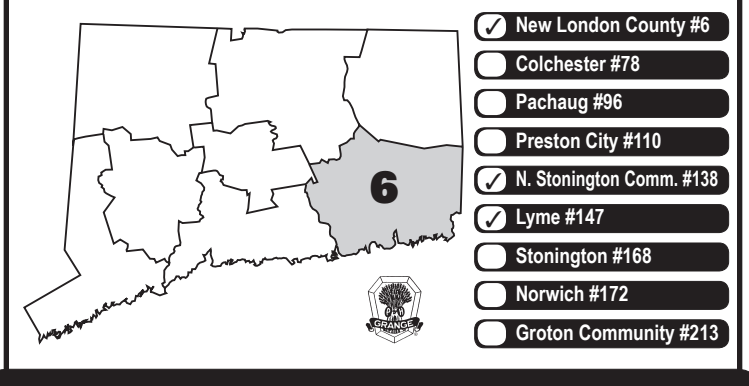 New London County #6
Colchester #78
Pachaug #96
Preston City #110
N. Stonington Comm. #138
Lyme #147
Stonington #168
Norwich #172
Groton Community #213
6
GRANGE